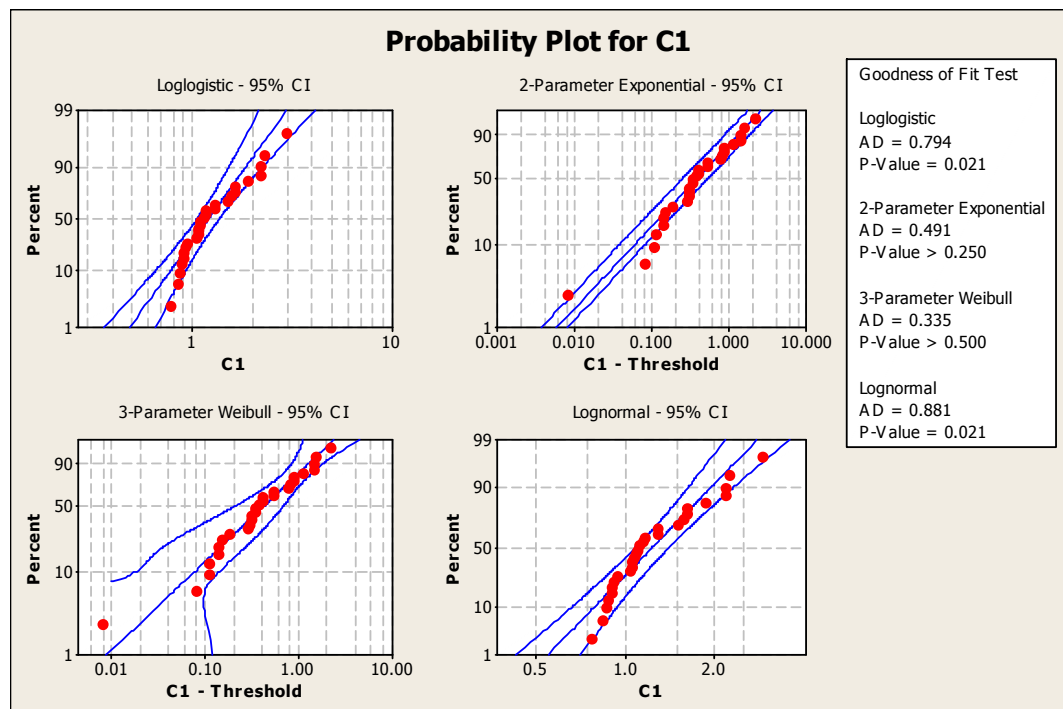 Probability Plot for C1
Loglogistic - 95% CI
99
90
50
10
1
Percent
1
10
C1
2-Parameter Exponential - 95% CI
90
50
10
1
Percent
0.001
0.010
0.100
1.000
10.000
C1 - Threshold
3-Parameter Weibull - 95% CI
90
50
10
1
Percent
0.01
0.10
1.00
10.00
C1 - Threshold
Lognormal - 95% CI
99
90
50
10
1
Percent
0.5
1.0
2.0
C1
Goodness of Fit Test
Loglogistic
AD = 0.794
P-Value = 0.021
2-Parameter Exponential
AD = 0.491
P-Value > 0.250
3-Parameter Weibull
AD = 0.335
P-Value > 0.500
Lognormal
AD = 0.881
P-Value = 0.021